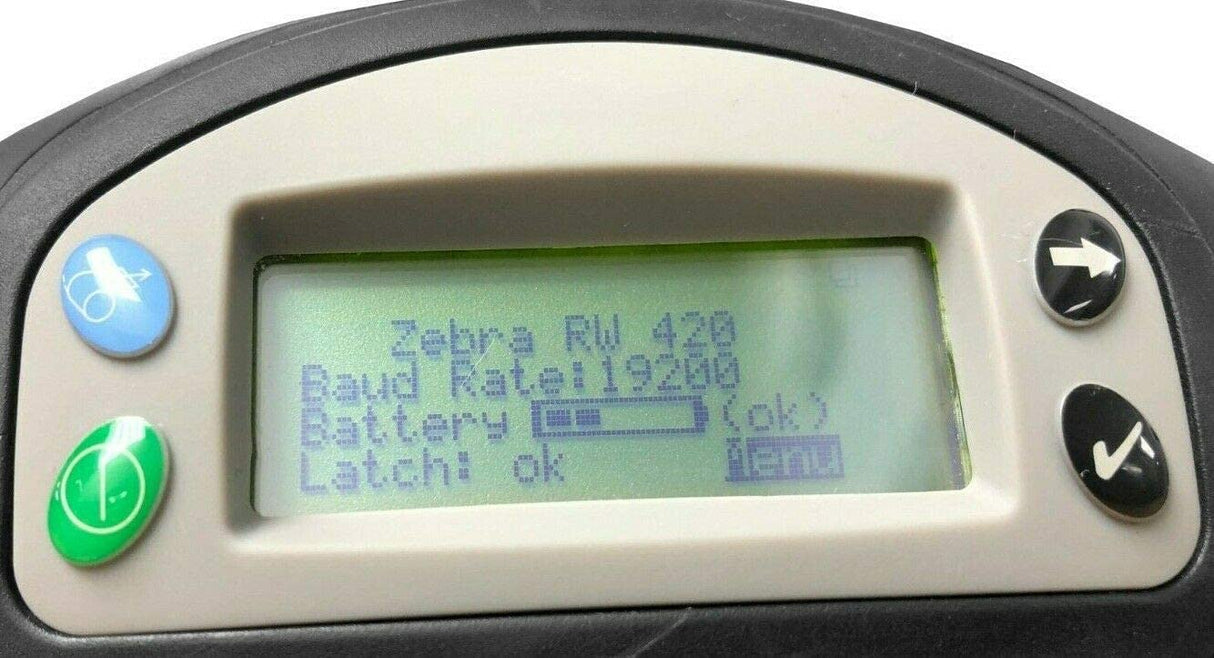 Zebra RW 420
Baud Rate:19200
Battery (ok)
Latch: ok Menu